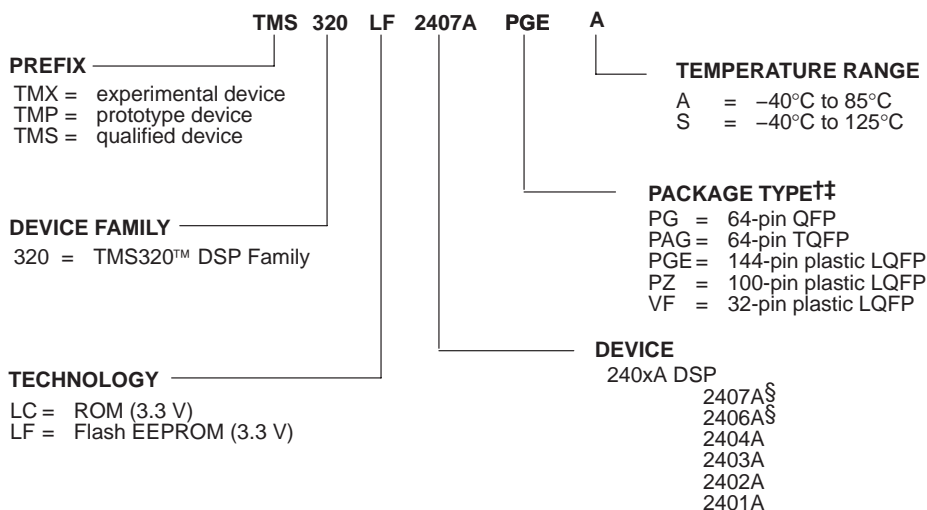 TMS 320 LF 2407A PGE A
PREFIX
TMX = experimental device
TMP = prototype device
TMS = qualified device
TEMPERATURE RANGE
A = −40°C to 85°C
S = −40°C to 125°C
PACKAGE TYPE†‡
PG = 64-pin QFP
PAG = 64-pin TQFP
PGE = 144-pin plastic LQFP
PZ = 100-pin plastic LQFP
VF = 32-pin plastic LQFP
DEVICE FAMILY
320 = TMS320™ DSP Family
DEVICE
240xA DSP
2407A§
2406A§
2404A
2403A
2402A
2401A
TECHNOLOGY
LC = ROM (3.3 V)
LF = Flash EEPROM (3.3 V)